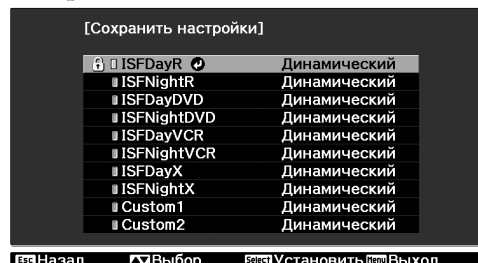 [Сохранить настройки]
ISFDayR Динамический
ISFNightR Динамический
ISFDayDVD Динамический
ISFNightDVD Динамический
ISFDayVCR Динамический
ISFNightVCR Динамический
ISFDayX Динамический
ISFNightX Динамический
Custom1 Динамический
Custom2 Динамический
Esc Назад Выбор Select Установить Menu Выход